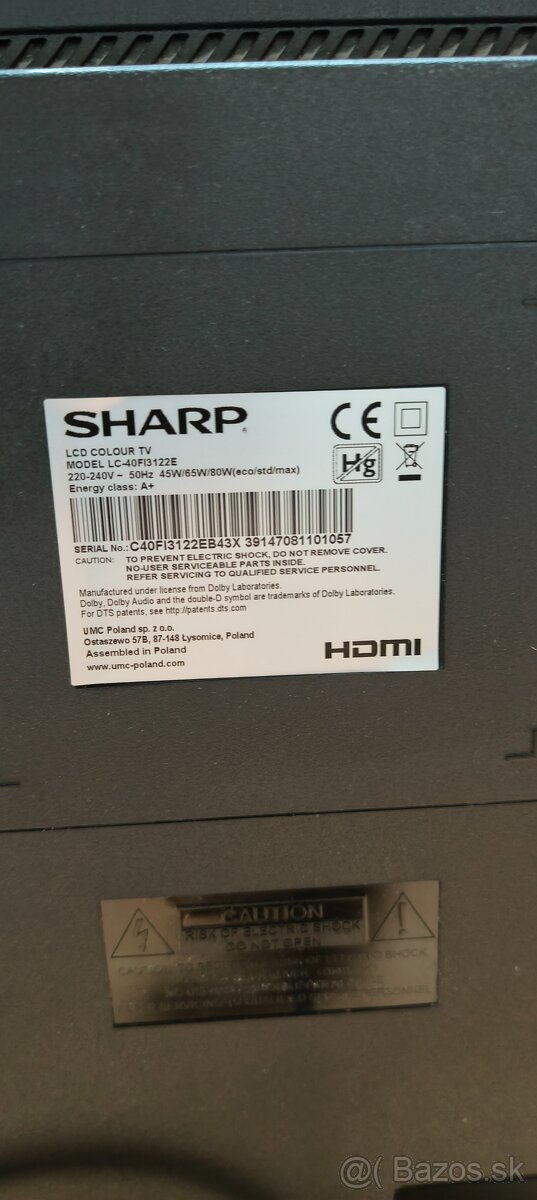 SHARP
LCD COLOUR TV
MODEL LC-40FI3122E
220-240V ~ 50Hz 45W/65W/80W(eco/std/max)
Energy class: A+
CE
Hg
SERIAL No.: C40FI3122EB43X 39147081101057
CAUTION: TO PREVENT ELECTRIC SHOCK, DO NOT REMOVE COVER.
NO-USER SERVICEABLE PARTS INSIDE.
REFER SERVICING TO QUALIFIED SERVICE PERSONNEL.
Manufactured under license from Dolby Laboratories.
Dolby, Dolby Audio and the double-D symbol are trademarks of Dolby Laboratories.
For DTS patents, see http://patents.dts.com
UMC Poland sp. z o.o.
Ostaszewo 57B, 87-148 Łysomice, Poland
Assembled in Poland
www.umc-poland.com
HDMI
CAUTION
RISK OF ELECTRIC SHOCK
DO NOT OPEN
@( Bazos.sk